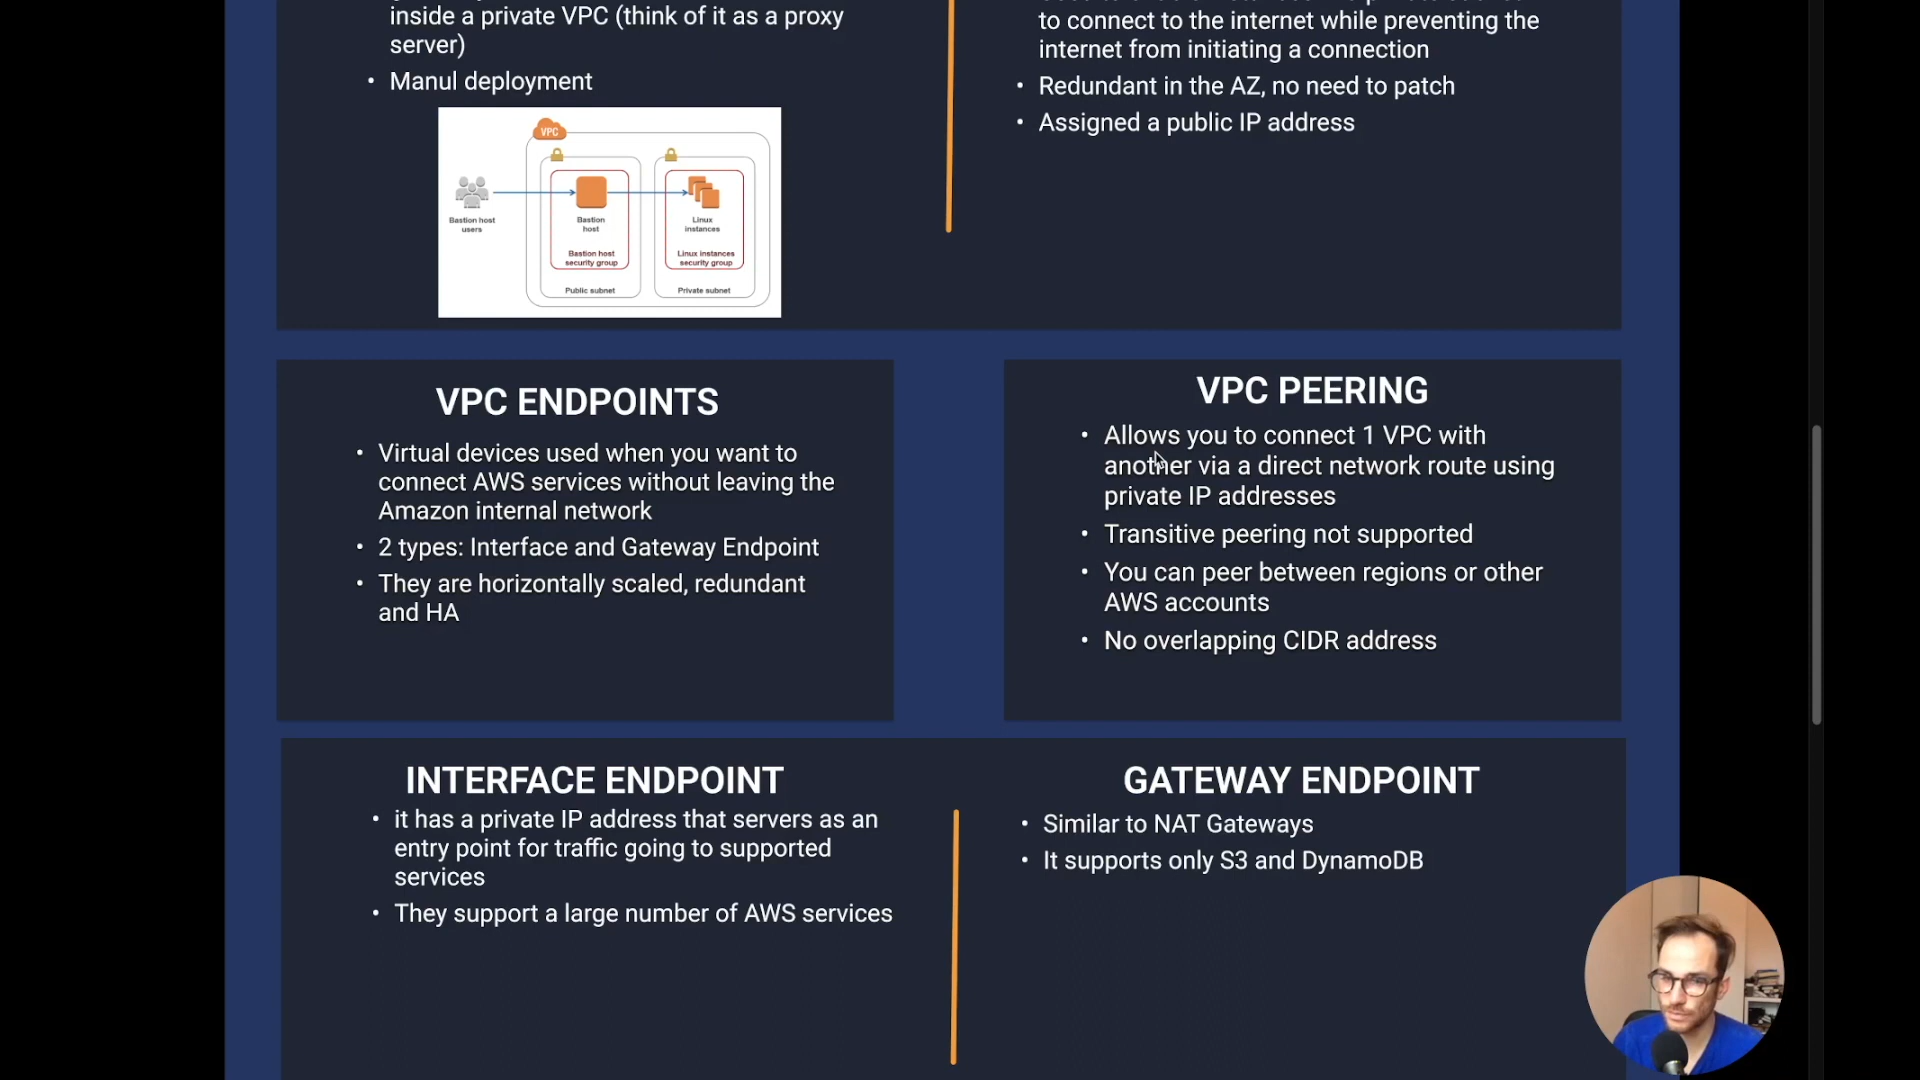 inside a private VPC (think of it as a proxy
server)
• Manul deployment
VPC
Bastion host
users
Bastion
host
Linux
instances
Bastion host
security group
Linux instances
security group
Public subnet
Private subnet
to connect to the internet while preventing the
internet from initiating a connection
• Redundant in the AZ, no need to patch
• Assigned a public IP address
VPC ENDPOINTS
• Virtual devices used when you want to
connect AWS services without leaving the
Amazon internal network
• 2 types: Interface and Gateway Endpoint
• They are horizontally scaled, redundant
and HA
VPC PEERING
• Allows you to connect 1 VPC with
another via a direct network route using
private IP addresses
• Transitive peering not supported
• You can peer between regions or other
AWS accounts
• No overlapping CIDR address
INTERFACE ENDPOINT
• it has a private IP address that servers as an
entry point for traffic going to supported
services
• They support a large number of AWS services
GATEWAY ENDPOINT
• Similar to NAT Gateways
• It supports only S3 and DynamoDB